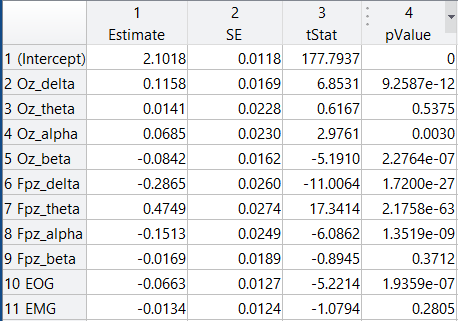 1 2 3 4
Estimate SE tStat pValue
1 (Intercept) 2.1018 0.0118 177.7937 0
2 Oz_delta 0.1158 0.0169 6.8531 9.2587e-12
3 Oz_theta 0.0141 0.0228 0.6167 0.5375
4 Oz_alpha 0.0685 0.0230 2.9761 0.0030
5 Oz_beta -0.0842 0.0162 -5.1910 2.2764e-07
6 Fpz_delta -0.2865 0.0260 -11.0064 1.7200e-27
7 Fpz_theta 0.4749 0.0274 17.3414 2.1758e-63
8 Fpz_alpha -0.1513 0.0249 -6.0862 1.3519e-09
9 Fpz_beta -0.0169 0.0189 -0.8945 0.3712
10 EOG -0.0663 0.0127 -5.2214 1.9359e-07
11 EMG -0.0134 0.0124 -1.0794 0.2805